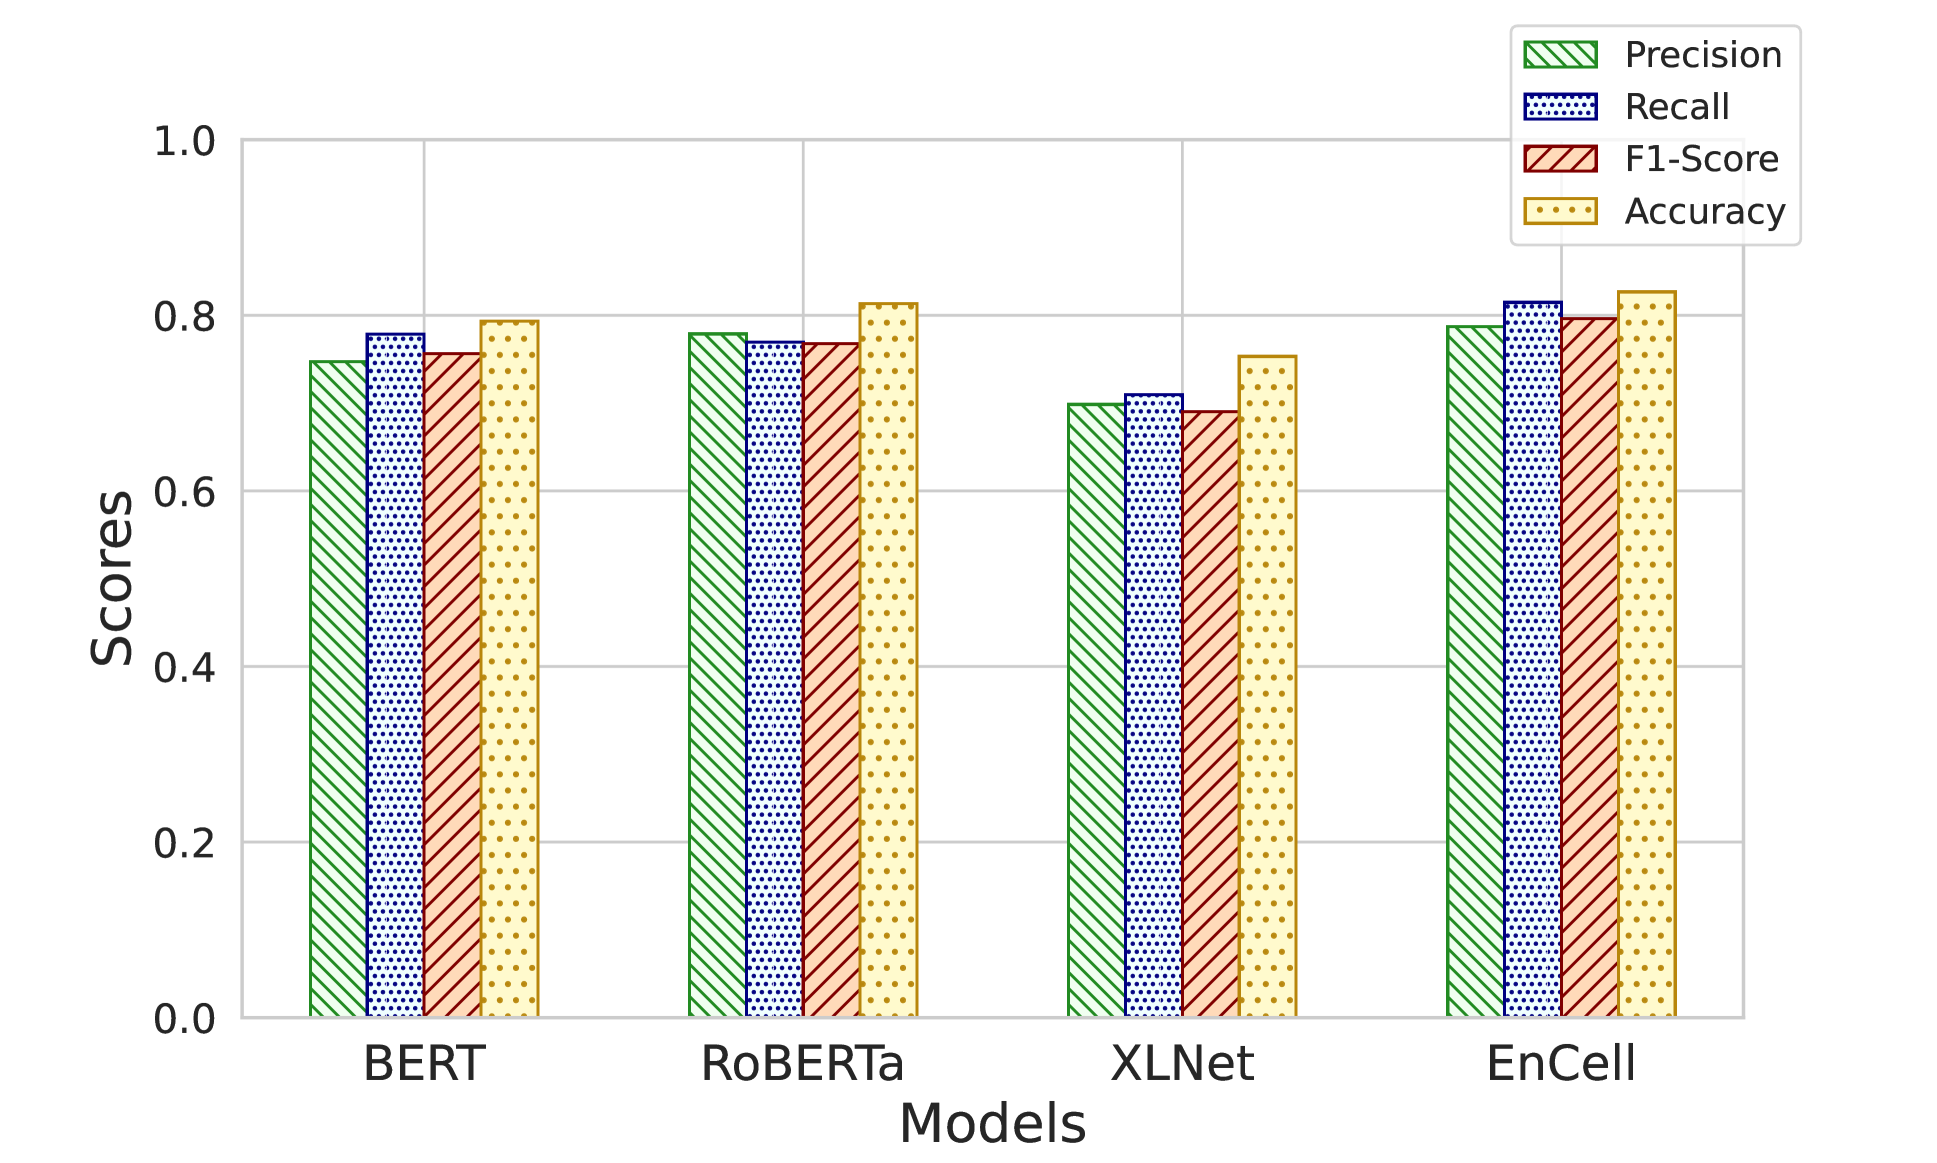 Precision
Recall
F1-Score
Accuracy
1.0
0.8
0.6
0.4
0.2
0.0
Scores
BERT RoBERTa XLNet EnCell
Models